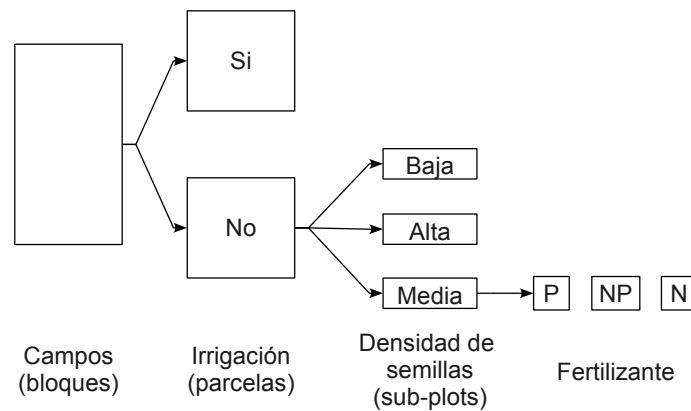 Si
No
Baja
Alta
Media
P NP N
Campos
(bloques)
Irrigación
(parcelas)
Densidad de
semillas
(sub-plots)
Fertilizante